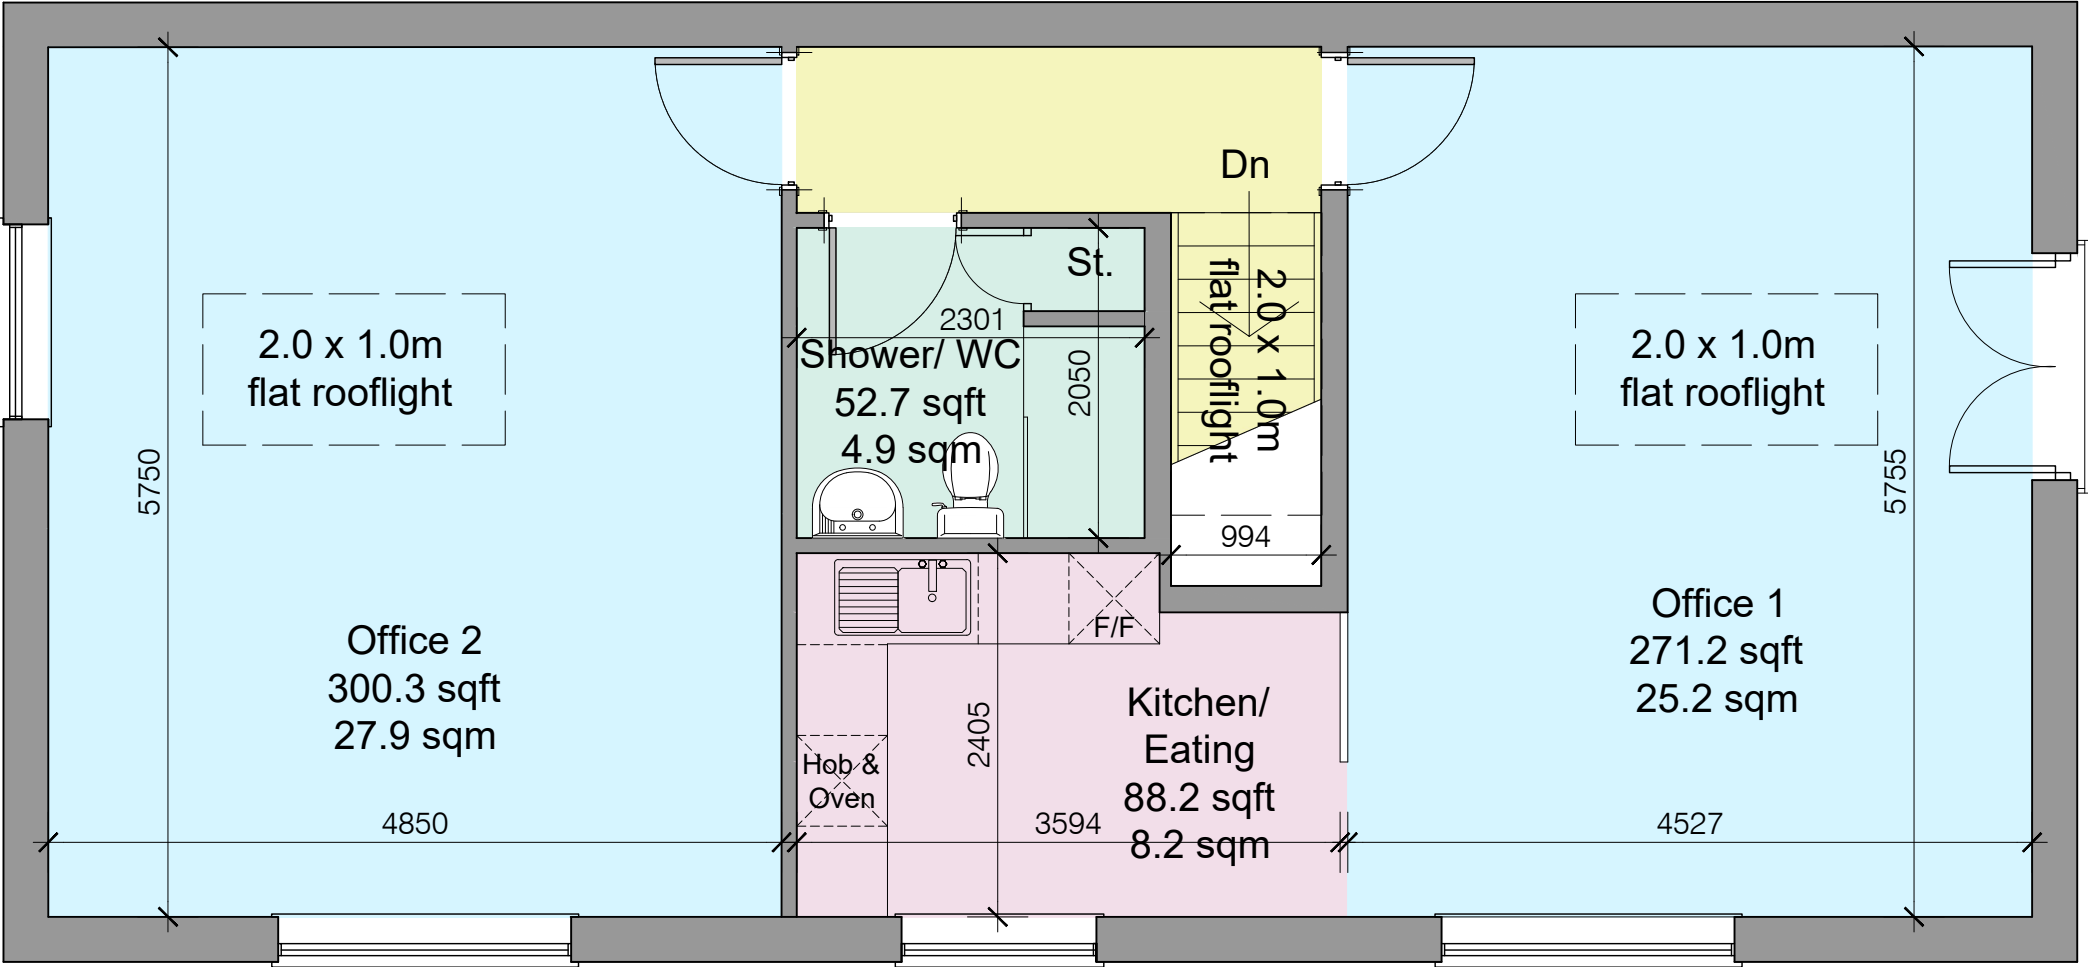 Dn
St.
2.0 x 1.0m
flat rooflight
2301
Shower/ WC
52.7 sqft
4.9 sqm
2050
2.0 x 1.0m
flat rooflight
2.0 x 1.0m
flat rooflight
5750
5755
994
Office 2
300.3 sqft
27.9 sqm
F/F
Hob &
Oven
2405
Kitchen/
Eating
88.2 sqft
8.2 sqm
Office 1
271.2 sqft
25.2 sqm
4850
3594
4527